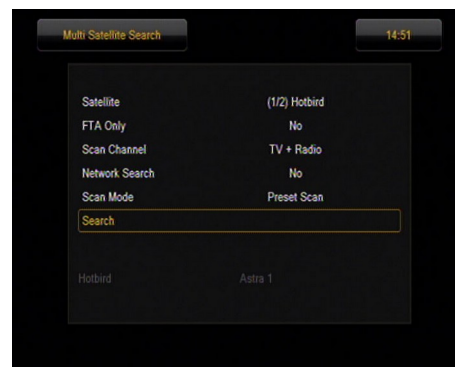 Multi Satellite Search 14:51
Satellite (1/2) Hotbird
FTA Only No
Scan Channel TV + Radio
Network Search No
Scan Mode Preset Scan
Search
Hotbird Astra 1